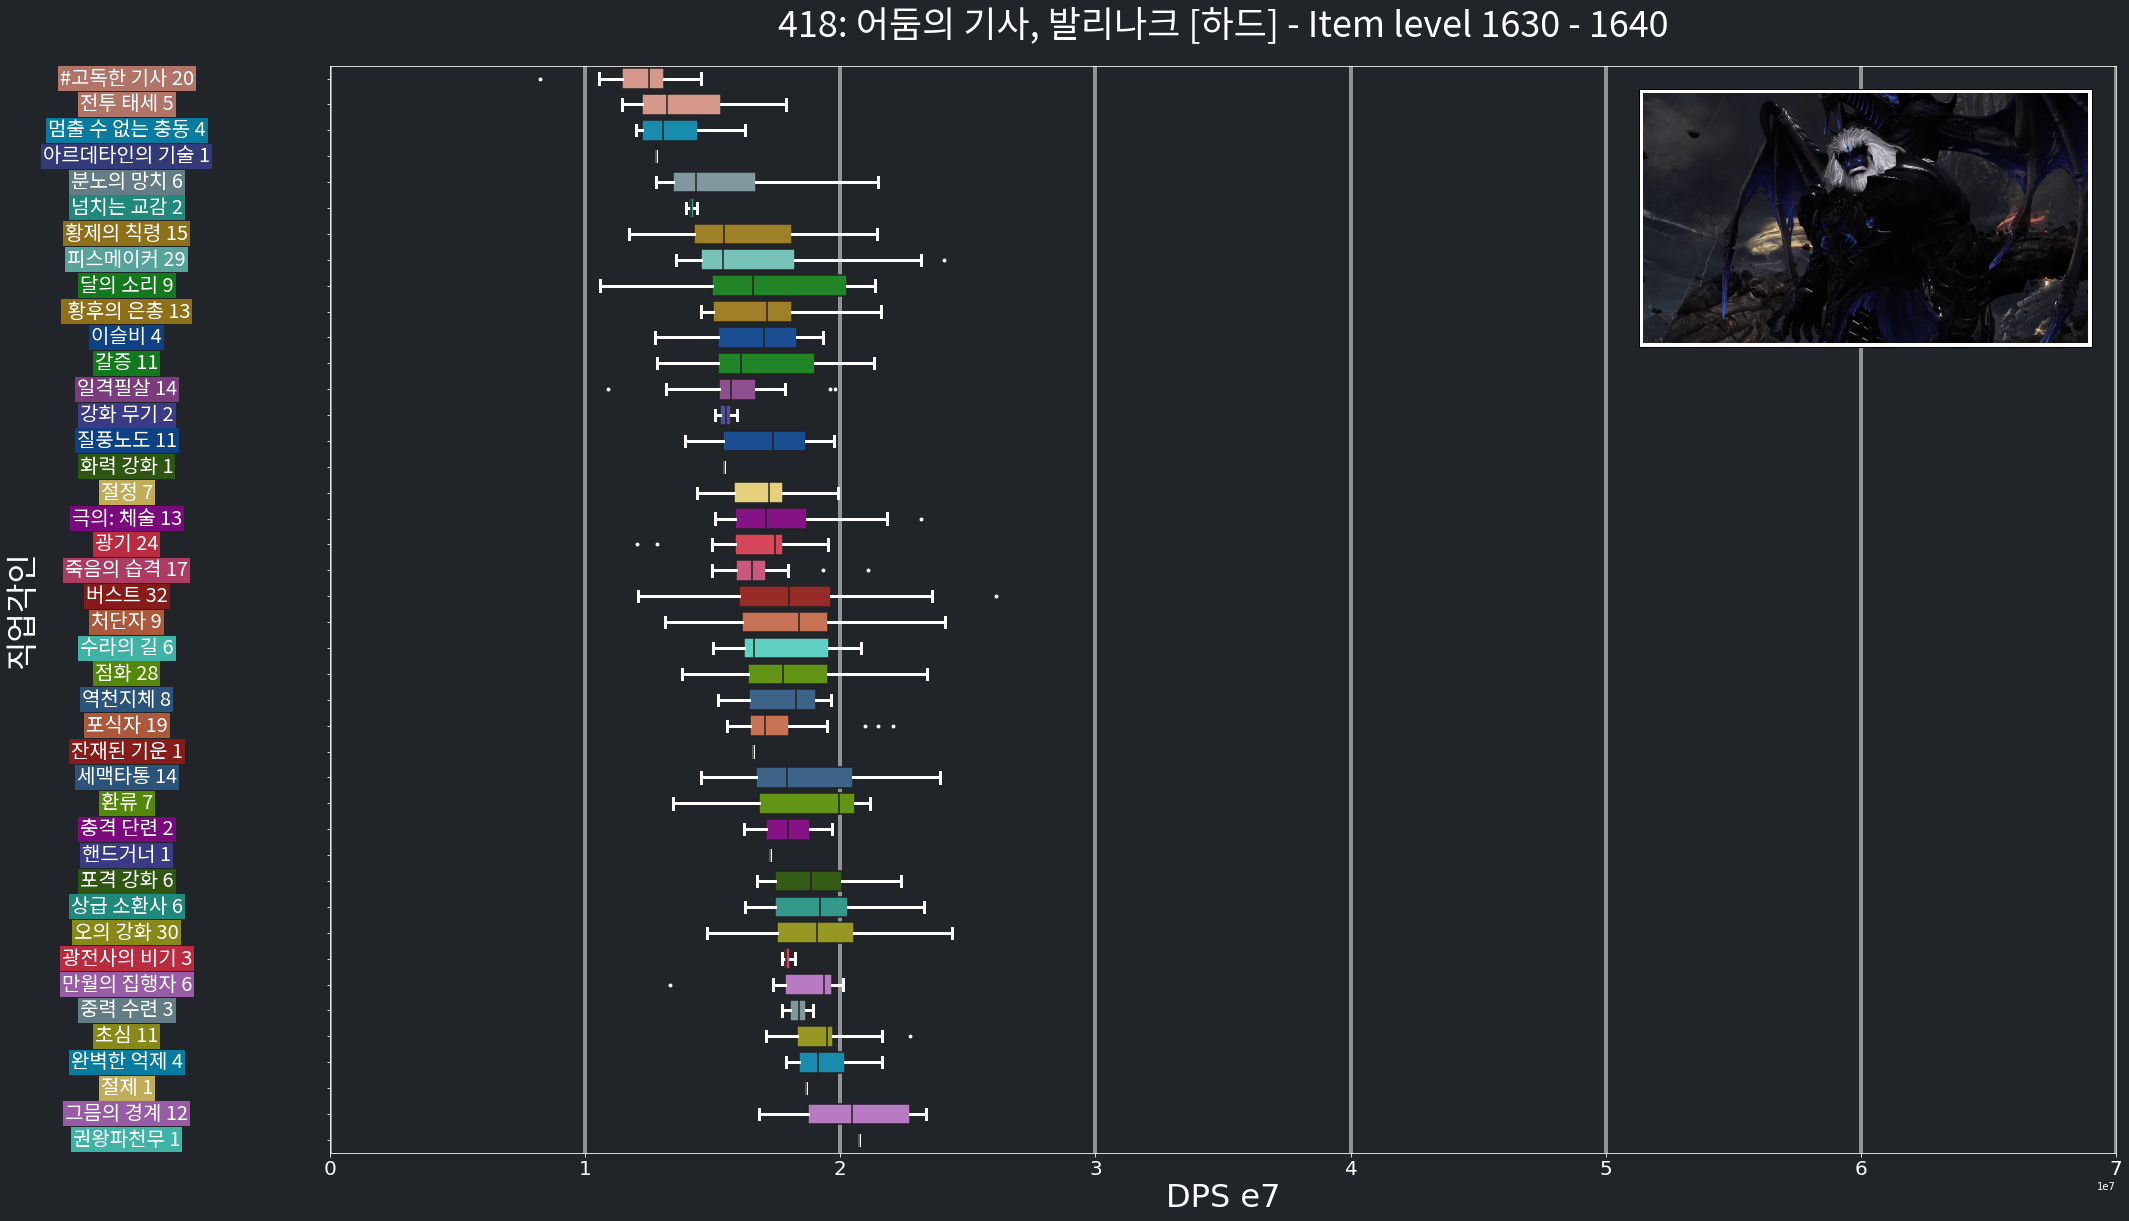 418: 어둠의 기사, 발리나크 [하드] - Item level 1630 - 1640
직업각인
#고독한 기사 20
전투 태세 5
멈출 수 없는 충동 4
아르데타인의 기술 1
분노의 망치 6
넘치는 교감 2
황제의 칙령 15
피스메이커 29
달의 소리 9
황후의 은총 13
이슬비 4
갈증 11
일격필살 14
강화 무기 2
질풍노도 11
화력 강화 1
절정 7
극의: 체술 13
광기 24
죽음의 습격 17
버스트 32
처단자 9
수라의 길 6
점화 28
역천지체 8
포식자 19
잔재된 기운 1
세맥타통 14
환류 7
충격 단련 2
핸드거너 1
포격 강화 6
상급 소환사 6
오의 강화 30
광전사의 비기 3
만월의 집행자 6
중력 수련 3
초심 11
완벽한 억제 4
절제 1
그믐의 경계 12
권왕파천무 1
0 1 2 3 4 5 6 7
1e7
DPS e7